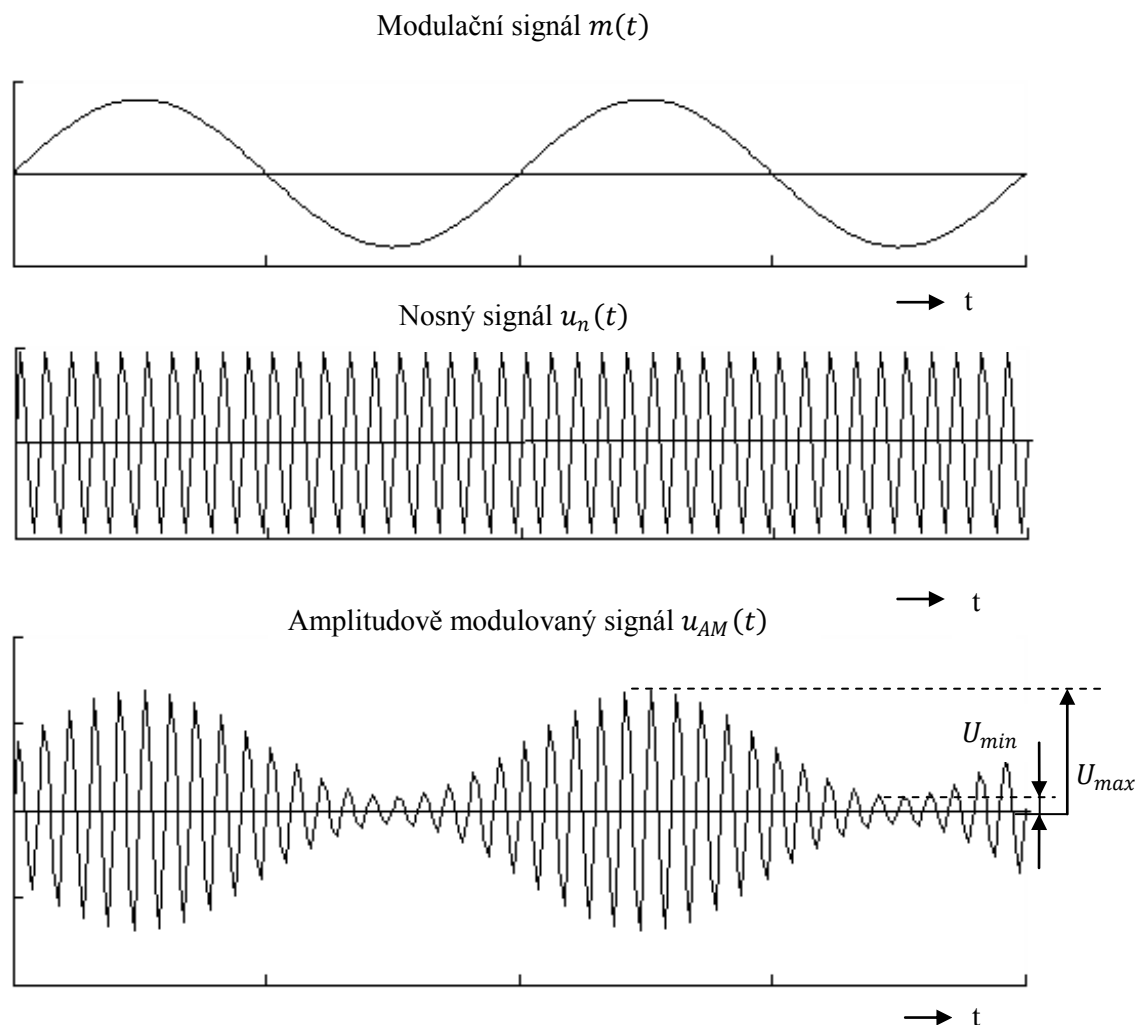 Modulační signál m(t)
t
Nosný signál u_n(t)
t
Amplitudově modulovaný signál u_AM(t)
U_min
U_max
t